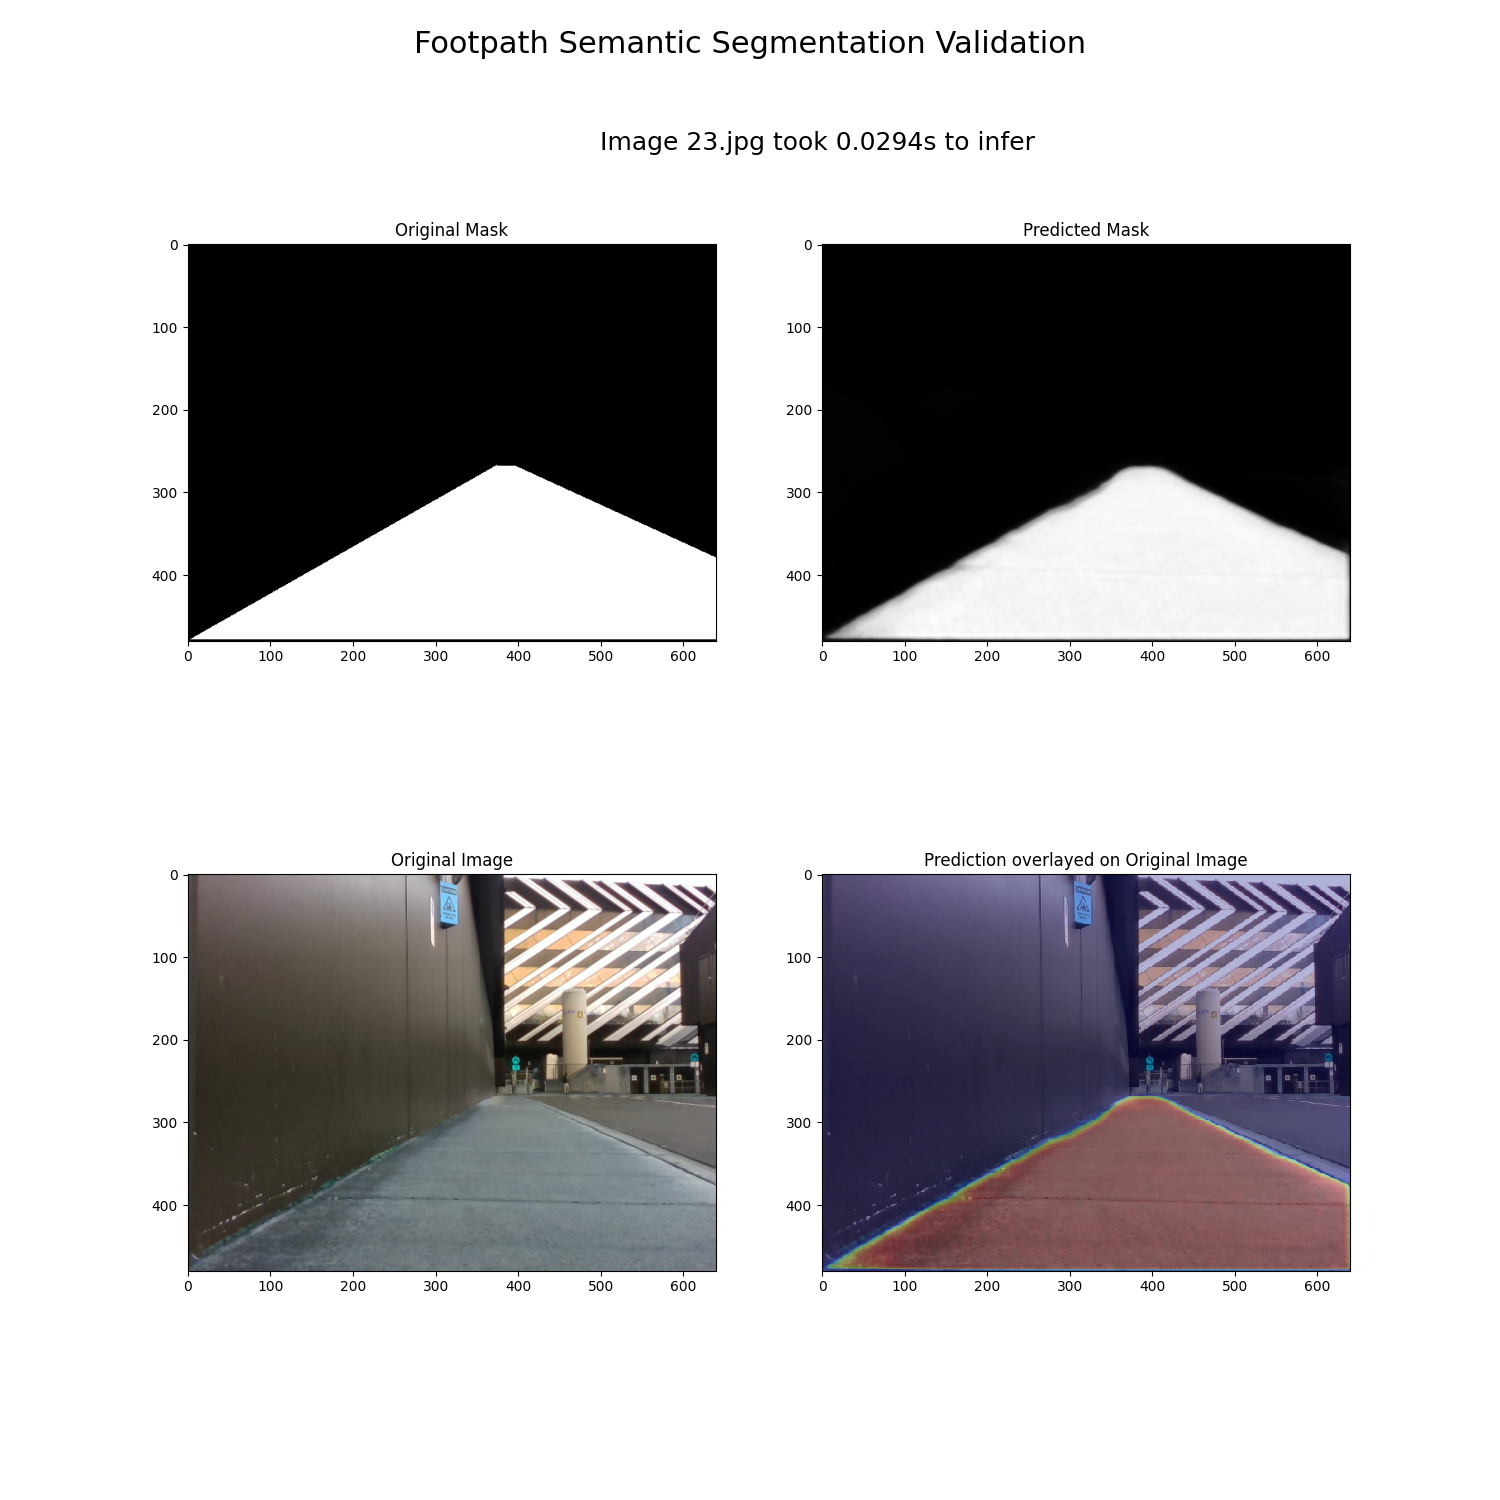 Footpath Semantic Segmentation Validation
Image 23.jpg took 0.0294s to infer
Original Mask
0
100
200
300
400
0 100 200 300 400 500 600
Predicted Mask
0
100
200
300
400
0 100 200 300 400 500 600
Original Image
0
100
200
300
400
0 100 200 300 400 500 600
Prediction overlayed on Original Image
0
100
200
300
400
0 100 200 300 400 500 600